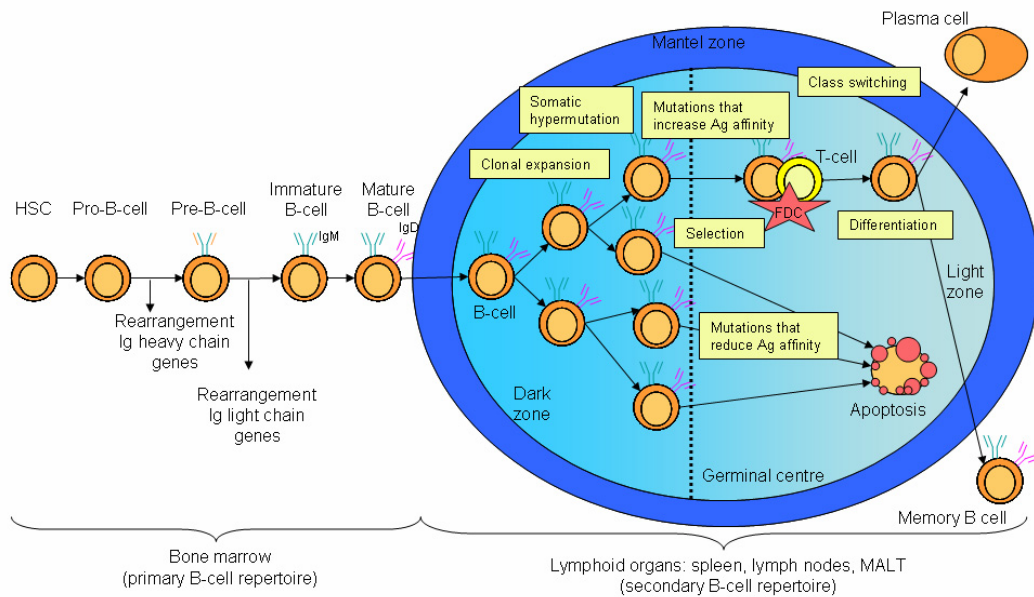 Plasma cell
Mantel zone
Class switching
Somatic
hypermutation
Mutations that
increase Ag affinity
T-cell
Clonal expansion
HSC
Pro-B-cell
Pre-B-cell
Immature
B-cell
IgM
Mature
B-cell
IgD
FDC
Selection
Differentiation
B-cell
Light
zone
Rearrangement
Ig heavy chain
genes
Mutations that
reduce Ag affinity
Rearrangement
Ig light chain
genes
Dark
zone
Apoptosis
Germinal centre
Memory B cell
Bone marrow
(primary B-cell repertoire)
Lymphoid organs: spleen, lymph nodes, MALT
(secondary B-cell repertoire)